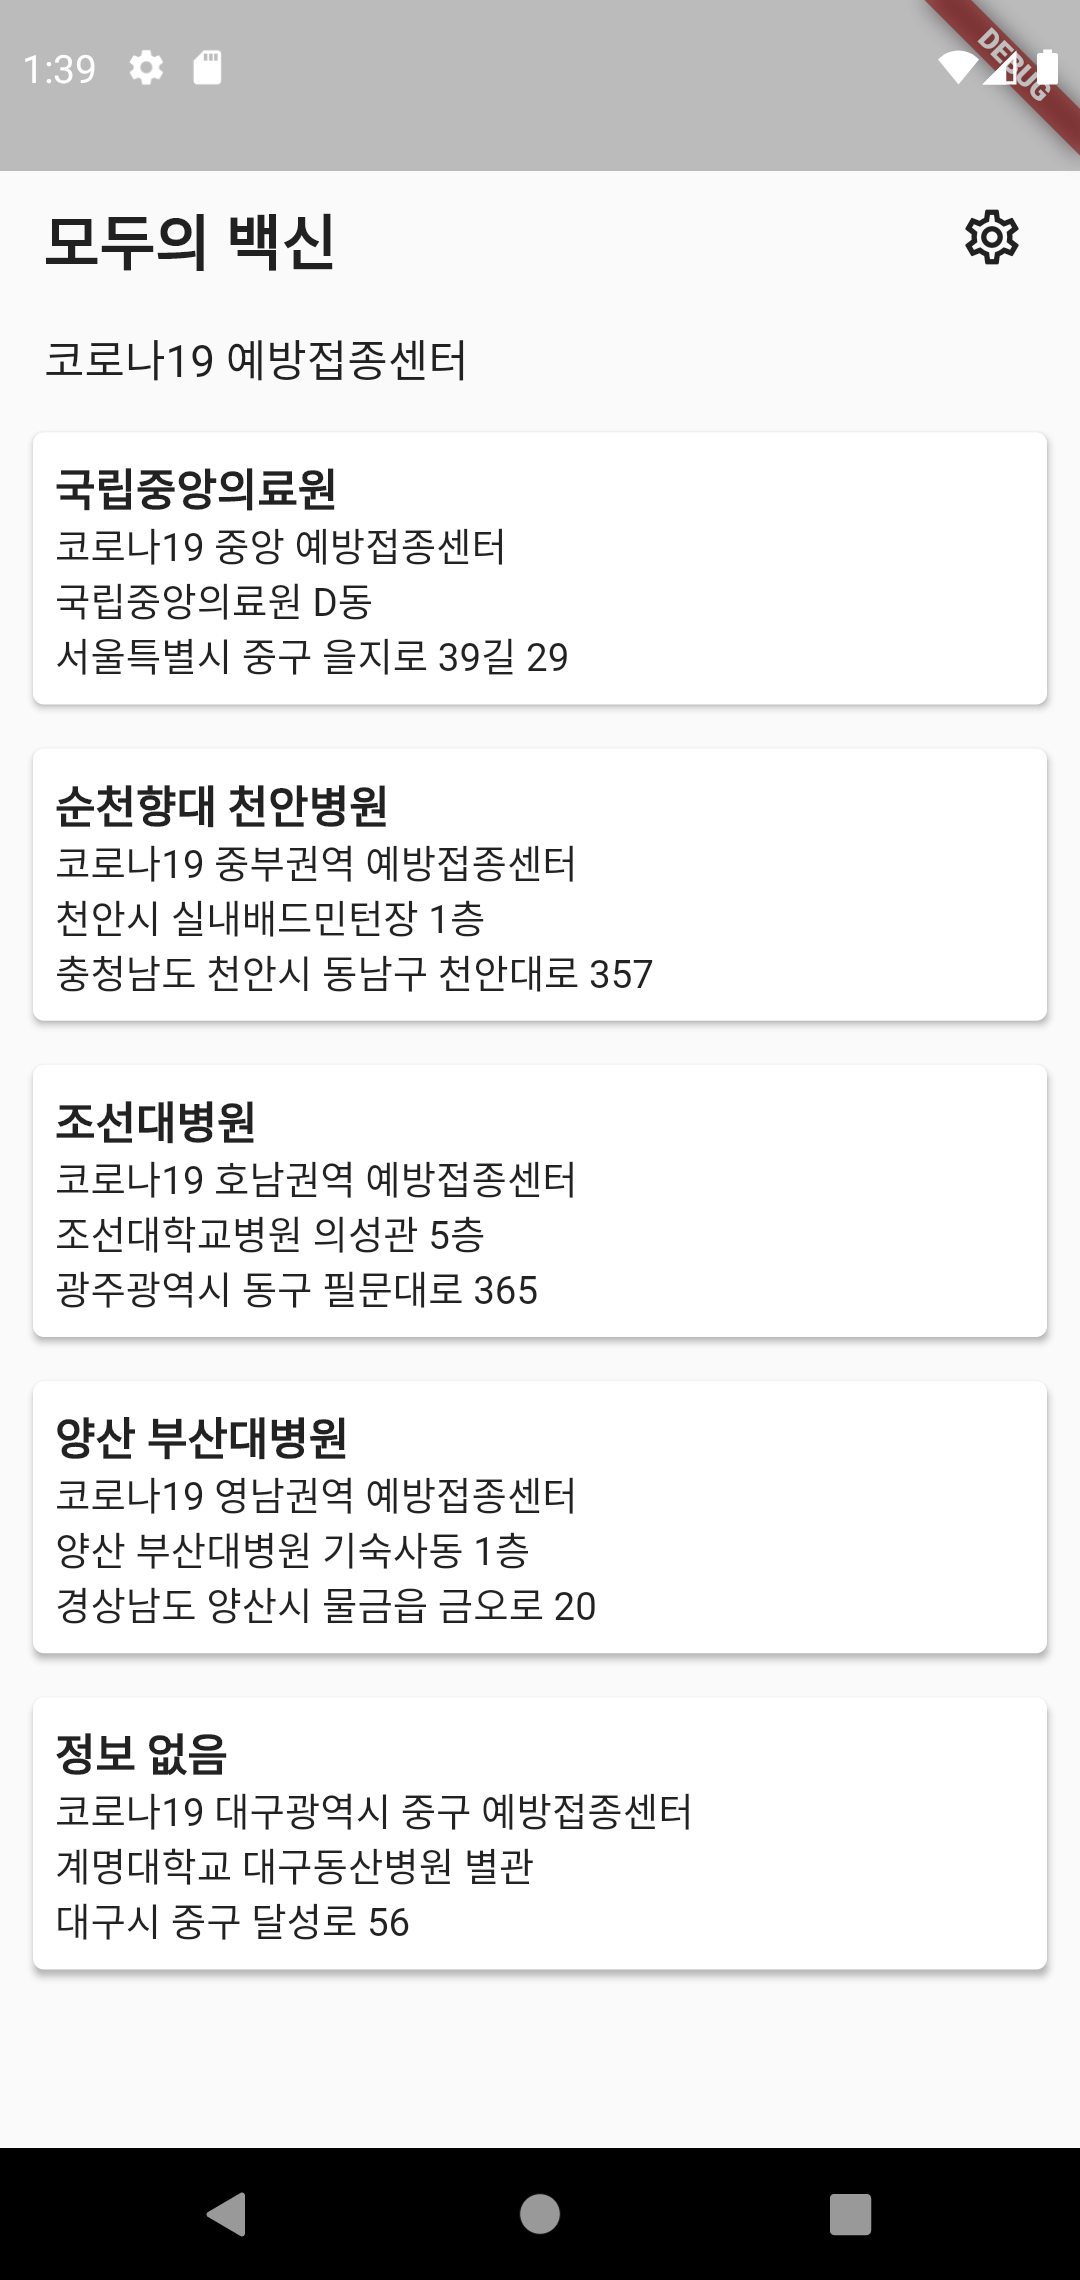 1:39
DEBUG
모두의 백신
코로나19 예방접종센터
국립중앙의료원
코로나19 중앙 예방접종센터
국립중앙의료원 D동
서울특별시 중구 을지로 39길 29
순천향대 천안병원
코로나19 중부권역 예방접종센터
천안시 실내배드민턴장 1층
충청남도 천안시 동남구 천안대로 357
조선대병원
코로나19 호남권역 예방접종센터
조선대학교병원 의성관 5층
광주광역시 동구 필문대로 365
양산 부산대병원
코로나19 영남권역 예방접종센터
양산 부산대병원 기숙사동 1층
경상남도 양산시 물금읍 금오로 20
정보 없음
코로나19 대구광역시 중구 예방접종센터
계명대학교 대구동산병원 별관
대구시 중구 달성로 56